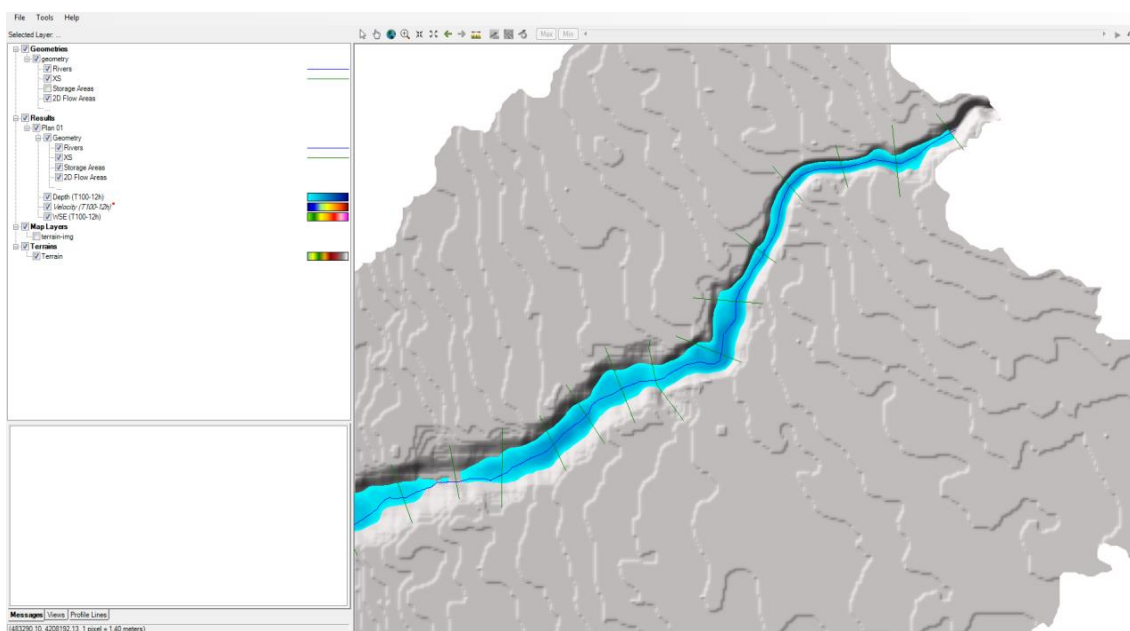 File Tools Help
Selected Layer: ...
Max Min
Geometries
geometry
Rivers
XS
Storage Areas
2D Flow Areas
...
Results
Plan 01
Geometry
Rivers
XS
Storage Areas
2D Flow Areas
...
Depth (T100-12h)
Velocity (T100-12h)*
WSE (T100-12h)
Map Layers
terrain-img
Terrains
Terrain
Messages Views Profile Lines
(483290.10, 4208192.13, 1 pixel = 1.40 meters)